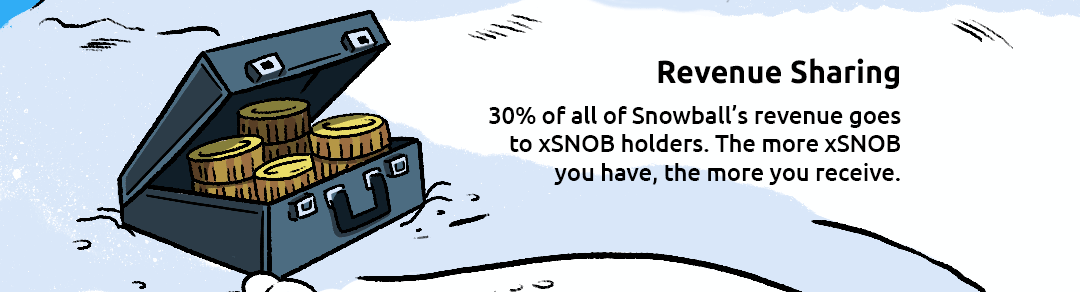 Revenue Sharing
30% of all of Snowball’s revenue goes
to xSNOB holders. The more xSNOB
you have, the more you receive.